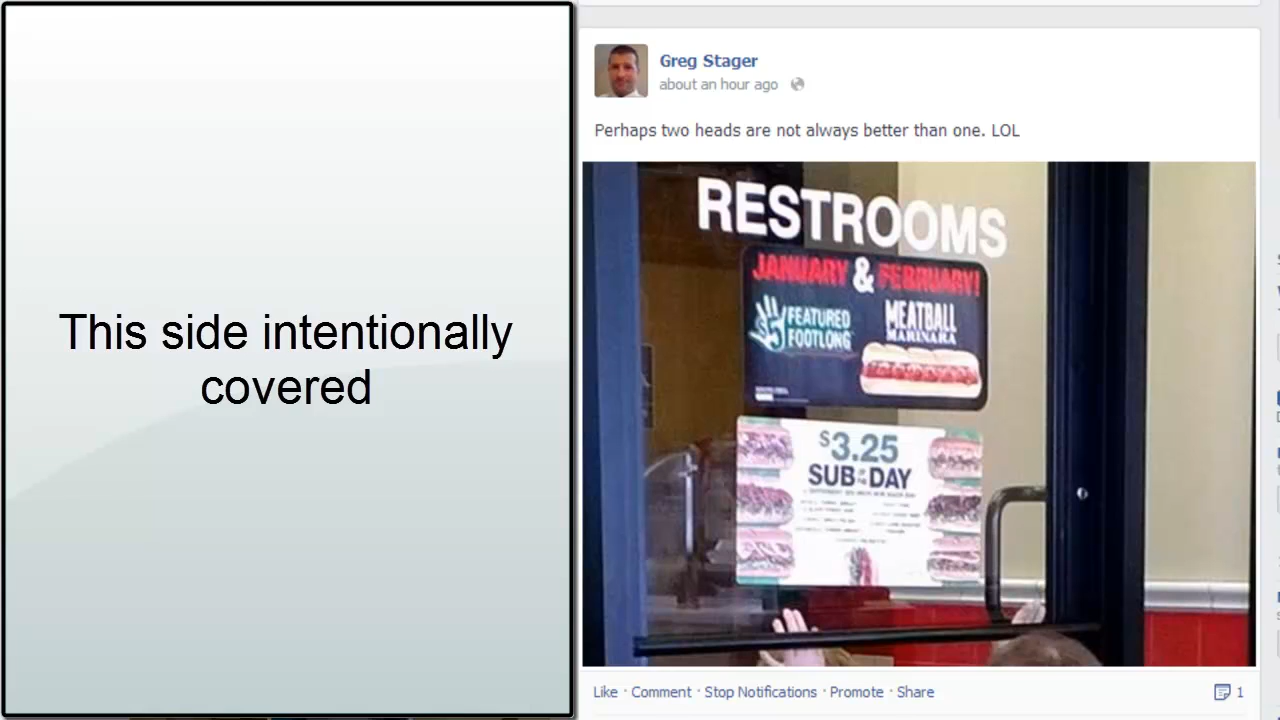 This side intentionally
covered
Greg Stager
about an hour ago
Perhaps two heads are not always better than one. LOL
RESTROOMS
JANUARY & FEBRUARY!
5 FEATURED
FOOTLONG
MEATBALL
MARINARA
$3.25
SUB OF THE DAY
Like · Comment · Stop Notifications · Promote · Share
1